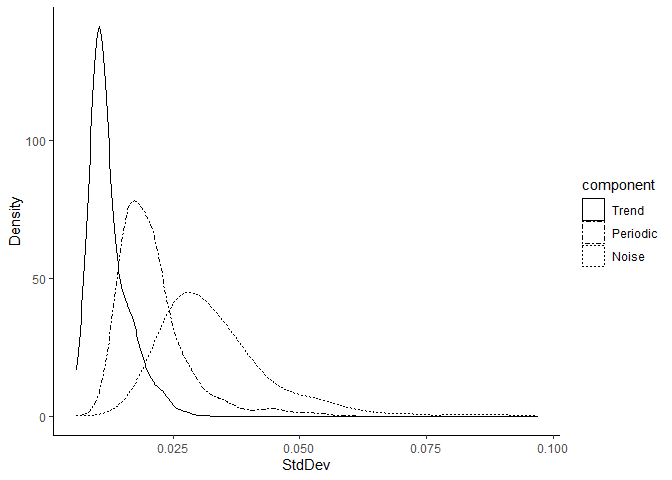 Density
100
50
0
0.025
0.050
0.075
0.100
StdDev
component
Trend
Periodic
Noise